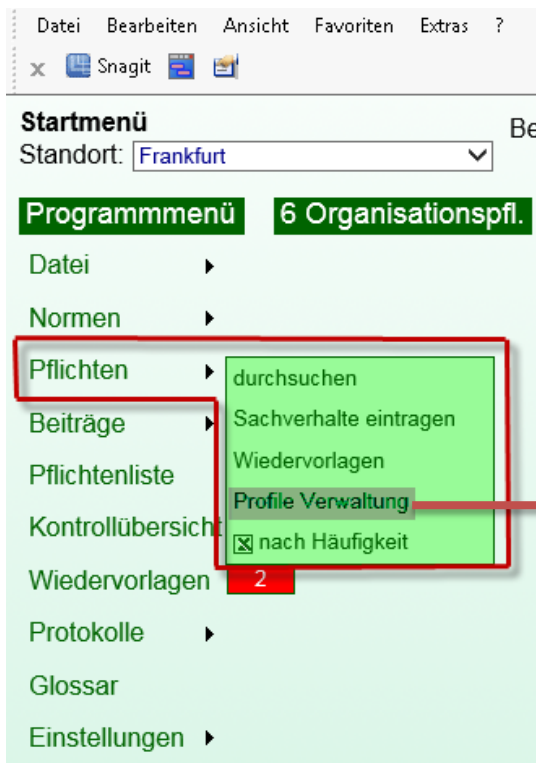 Datei Bearbeiten Ansicht Favoriten Extras ?
x Snagit
Startmenü
Be
Standort: Frankfurt
Programmmenü 6 Organisationspfl.
Datei
Normen
Pflichten
durchsuchen
Sachverhalte eintragen
Wiedervorlagen
Profile Verwaltung
nach Häufigkeit
Beiträge
Pflichtenliste
Kontrollübersicht
Wiedervorlagen 2
Protokolle
Glossar
Einstellungen